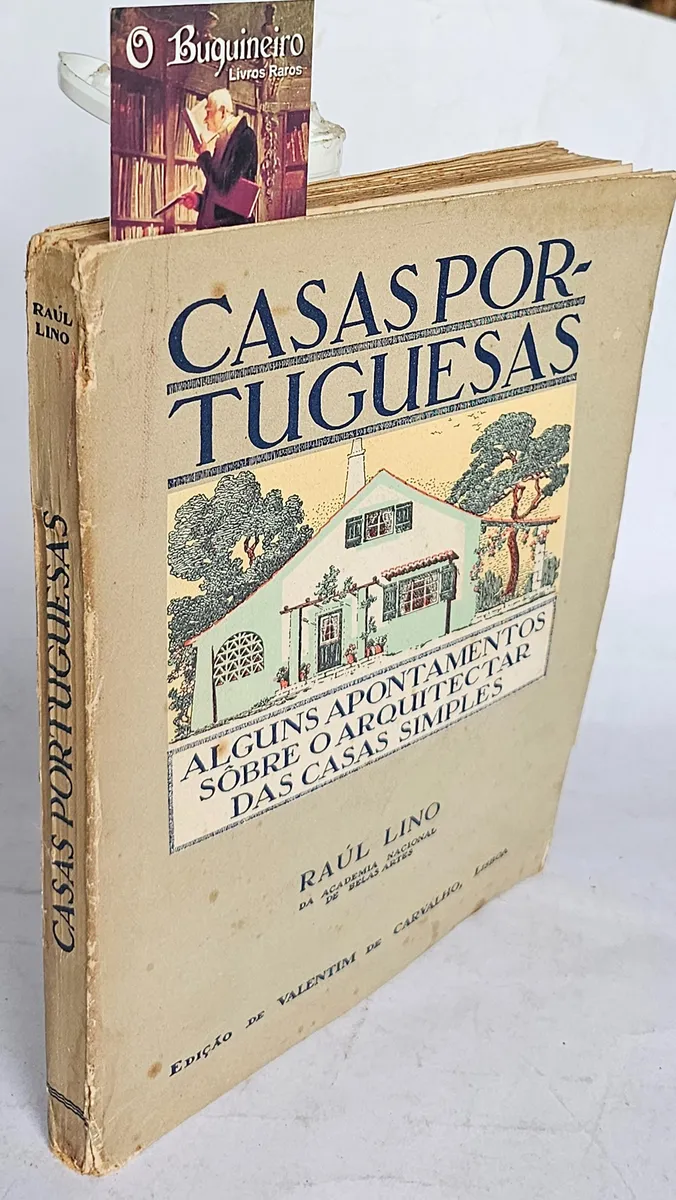 O Buquineiro
Livros Raros
RAÚL
LINO
CASAS PORTUGUESAS
CASAS POR-
TUGUESAS
ALGUNS APONTAMENTOS
SÔBRE O ARQUITECTAR
DAS CASAS SIMPLES
RAÚL LINO
DA ACADEMIA NACIONAL
DE BELAS ARTES
EDIÇÃO DE VALENTIM DE CARVALHO, LISBOA